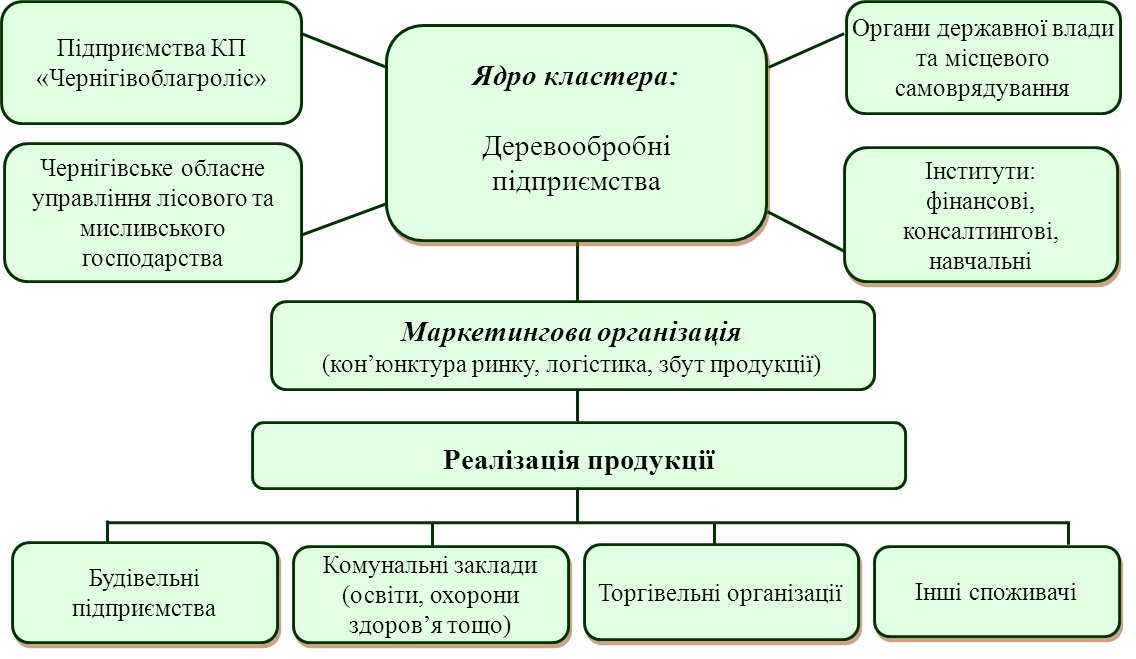 Підприємства КП
«Чернігівоблагроліс»
Ядро кластера:
Деревообробні
підприємства
Органи державної влади
та місцевого
самоврядування
Чернігівське обласне
управління лісового та
мисливського
господарства
Інститути:
фінансові,
консалтингові,
навчальні
Маркетингова організація
(кон’юнктура ринку, логістика, збут продукції)
Реалізація продукції
Будівельні
підприємства
Комунальні заклади
(освіти, охорони
здоров’я тощо)
Торгівельні організації
Інші споживачі